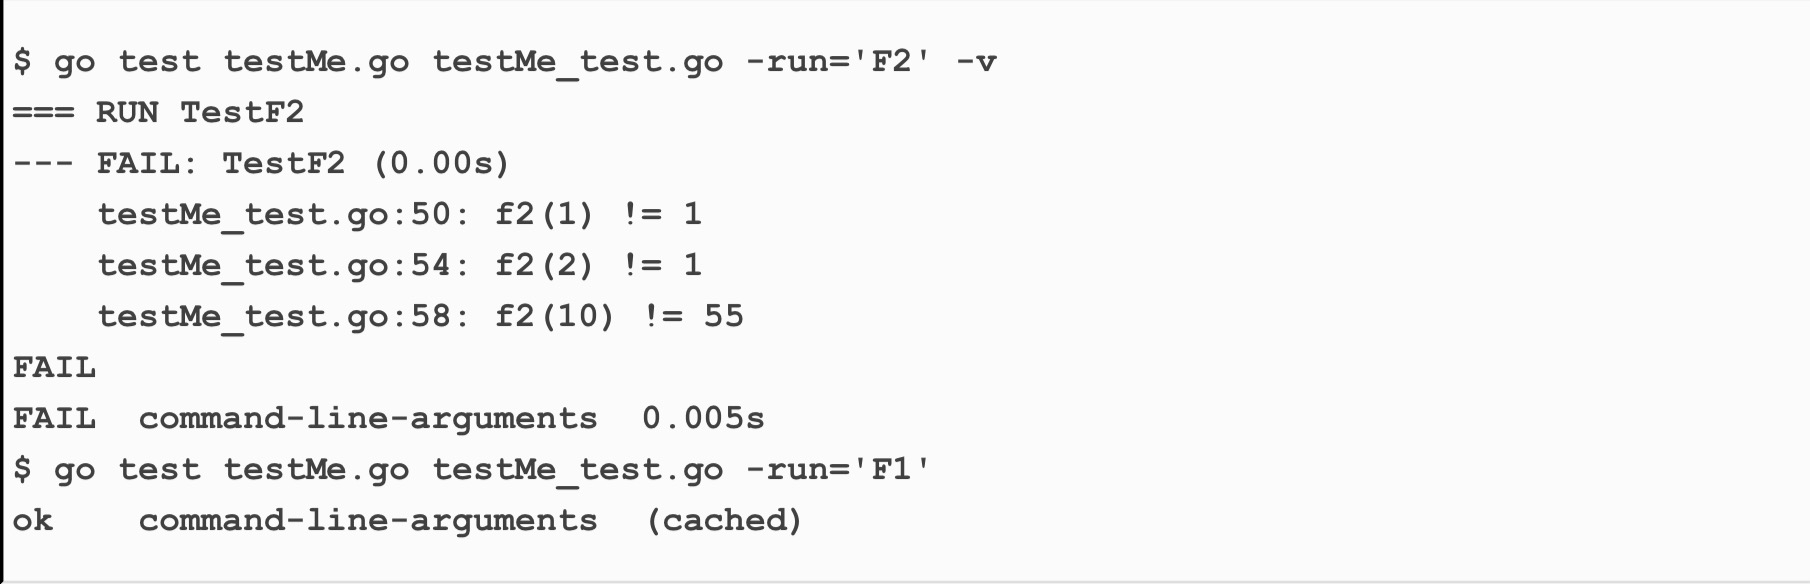 $ go test testMe.go testMe_test.go -run='F2' -v
=== RUN TestF2
--- FAIL: TestF2 (0.00s)
    testMe_test.go:50: f2(1) != 1
    testMe_test.go:54: f2(2) != 1
    testMe_test.go:58: f2(10) != 55
FAIL
FAIL  command-line-arguments  0.005s
$ go test testMe.go testMe_test.go -run='F1'
ok    command-line-arguments  (cached)